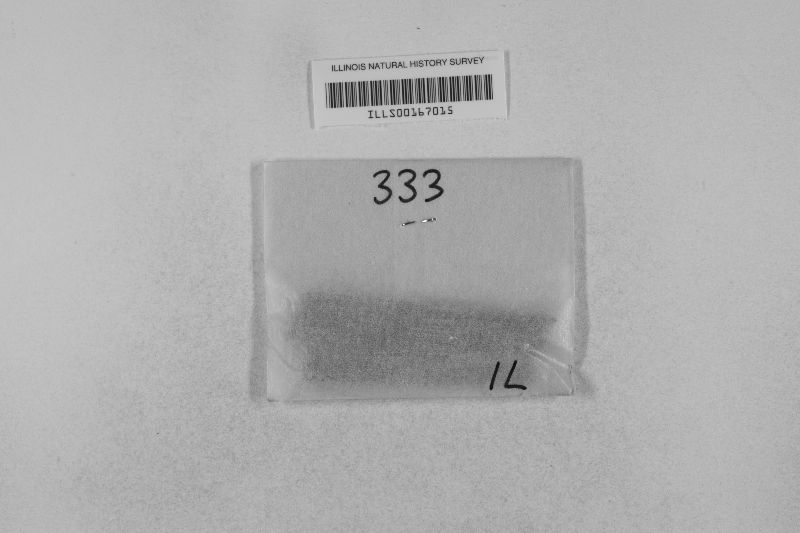 ILLINOIS NATURAL HISTORY SURVEY
ILLS00167015
333
IL